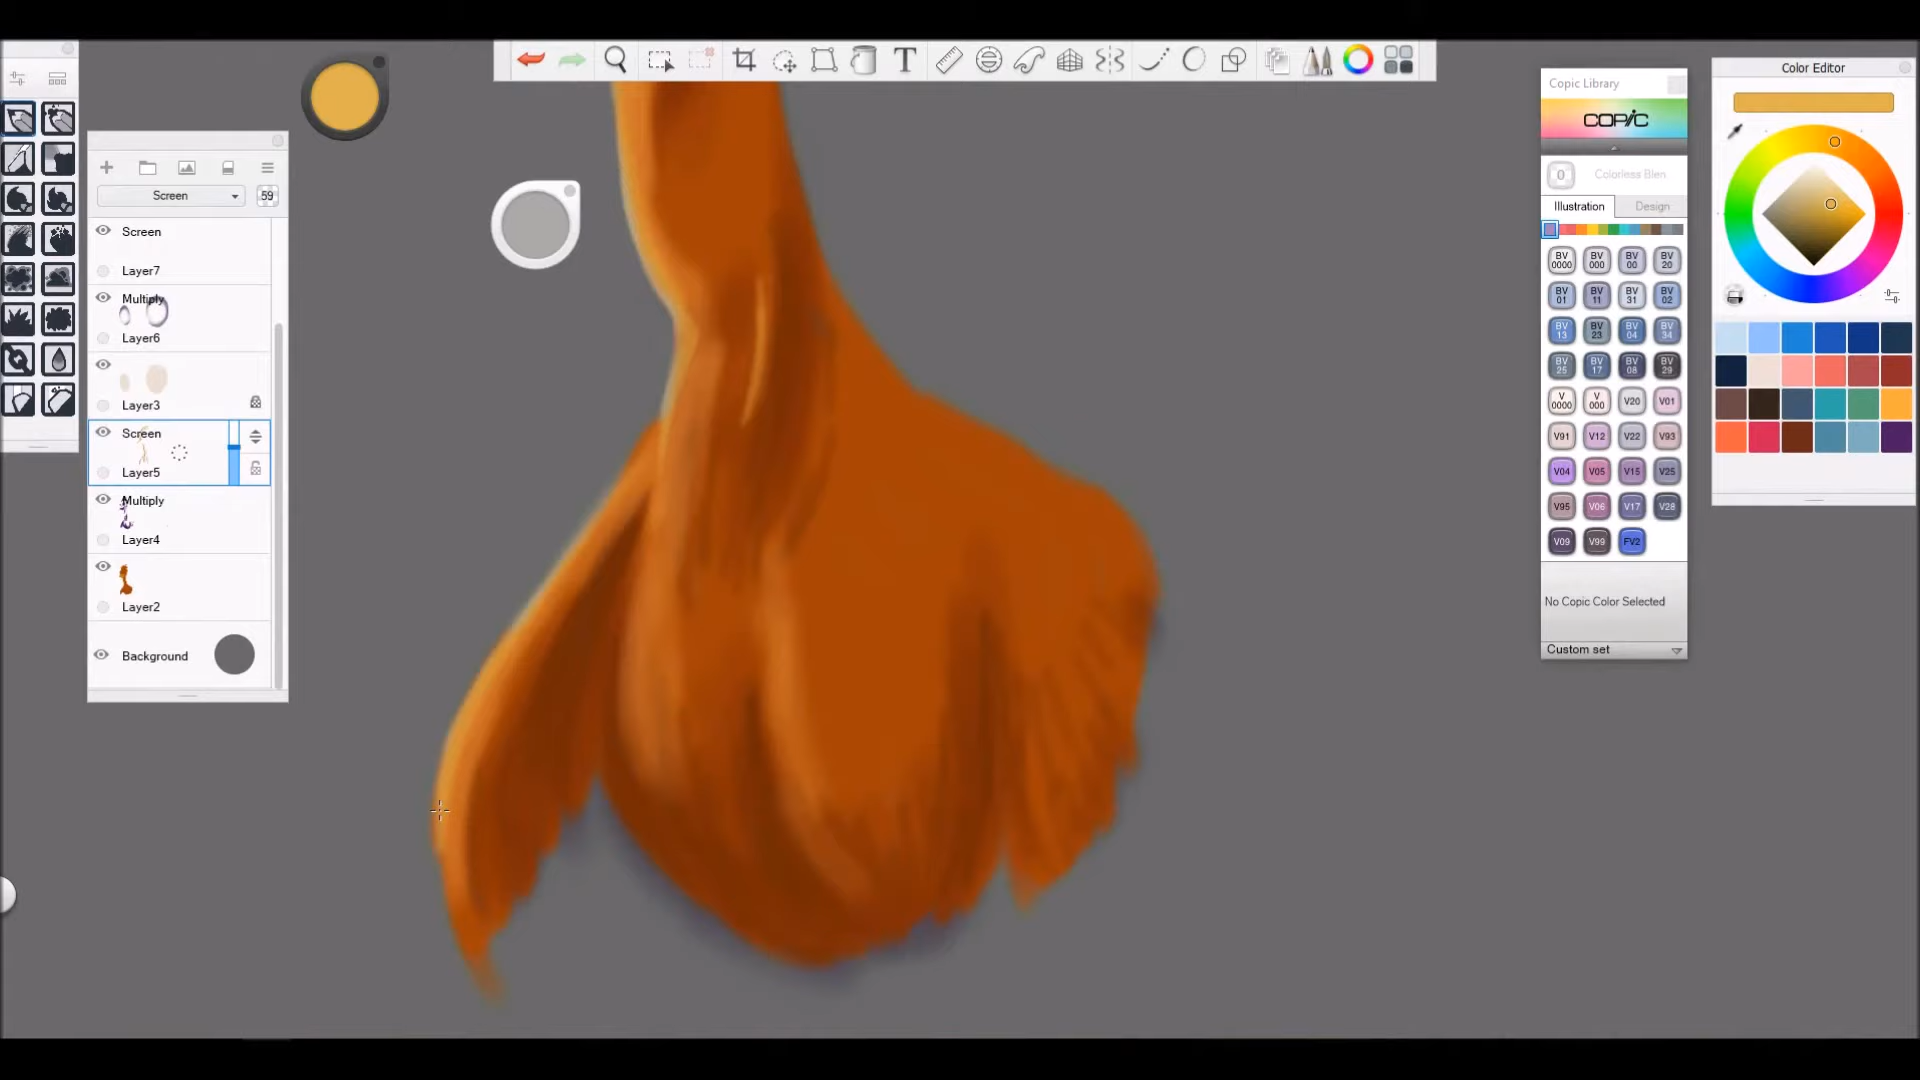 T
Color Editor
Copic Library
COPIC
0 Colorless Blen
Illustration Design
BV 0000 BV 000 BV 00 BV 20
BV 01 BV 11 BV 31 BV 02
BV 13 BV 23 BV 04 BV 34
BV 25 BV 17 BV 08 BV 29
V 0000 V 000 V20 V01
V91 V12 V22 V93
V04 V05 V15 V25
V95 V06 V17 V28
V09 V99 FV2
No Copic Color Selected
Custom set
Screen 59
Screen
Layer7
Multiply
Layer6
Layer3
Screen
Layer5
Multiply
Layer4
Layer2
Background